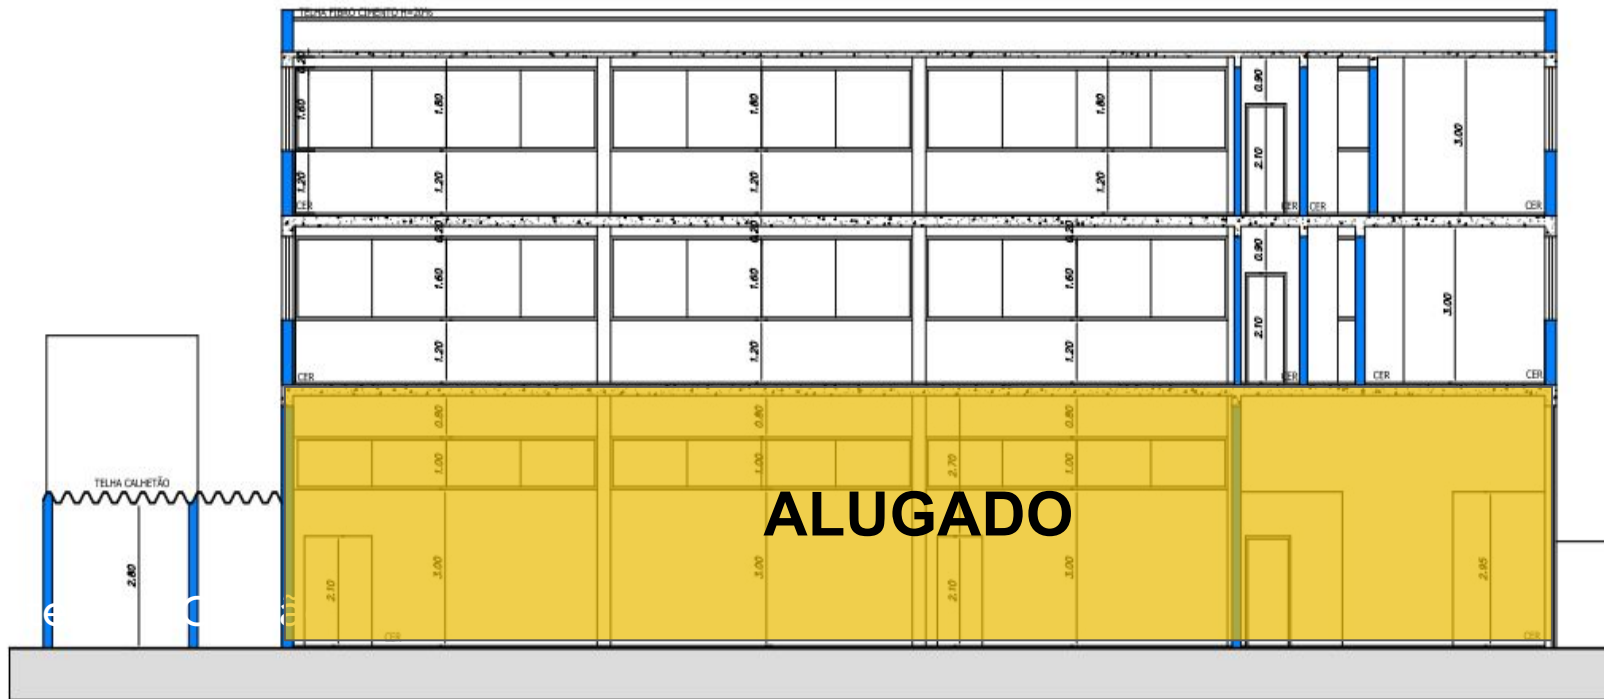 TELHA FIBRO CIMENTO H=20%
0.20
1.60 1.80 1.80 1.80 0.90 3.00
2.10
1.20 1.20 1.20 1.20
CER CER CER CER
0.20 0.20 0.20
1.60 1.60 1.60 0.90 3.00
2.10
1.20 1.20 1.20
CER CER CER CER
0.80 0.80 0.80
1.00 1.00 2.70 1.00
TELHA CALHETÃO
ALUGADO
2.80 3.00 3.00 3.00 2.95
2.10 2.10
CER CER